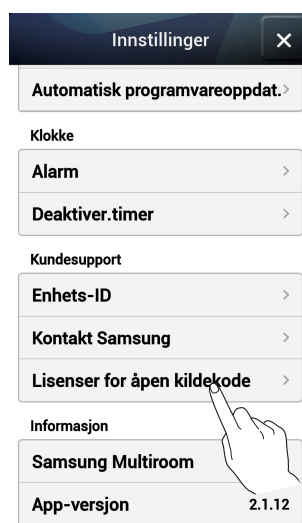 Innstillinger
Automatisk programvareoppdat.
Klokke
Alarm
Deaktiver.timer
Kundesupport
Enhets-ID
Kontakt Samsung
Lisenser for åpen kildekode
Informasjon
Samsung Multiroom
App-versjon 2.1.12